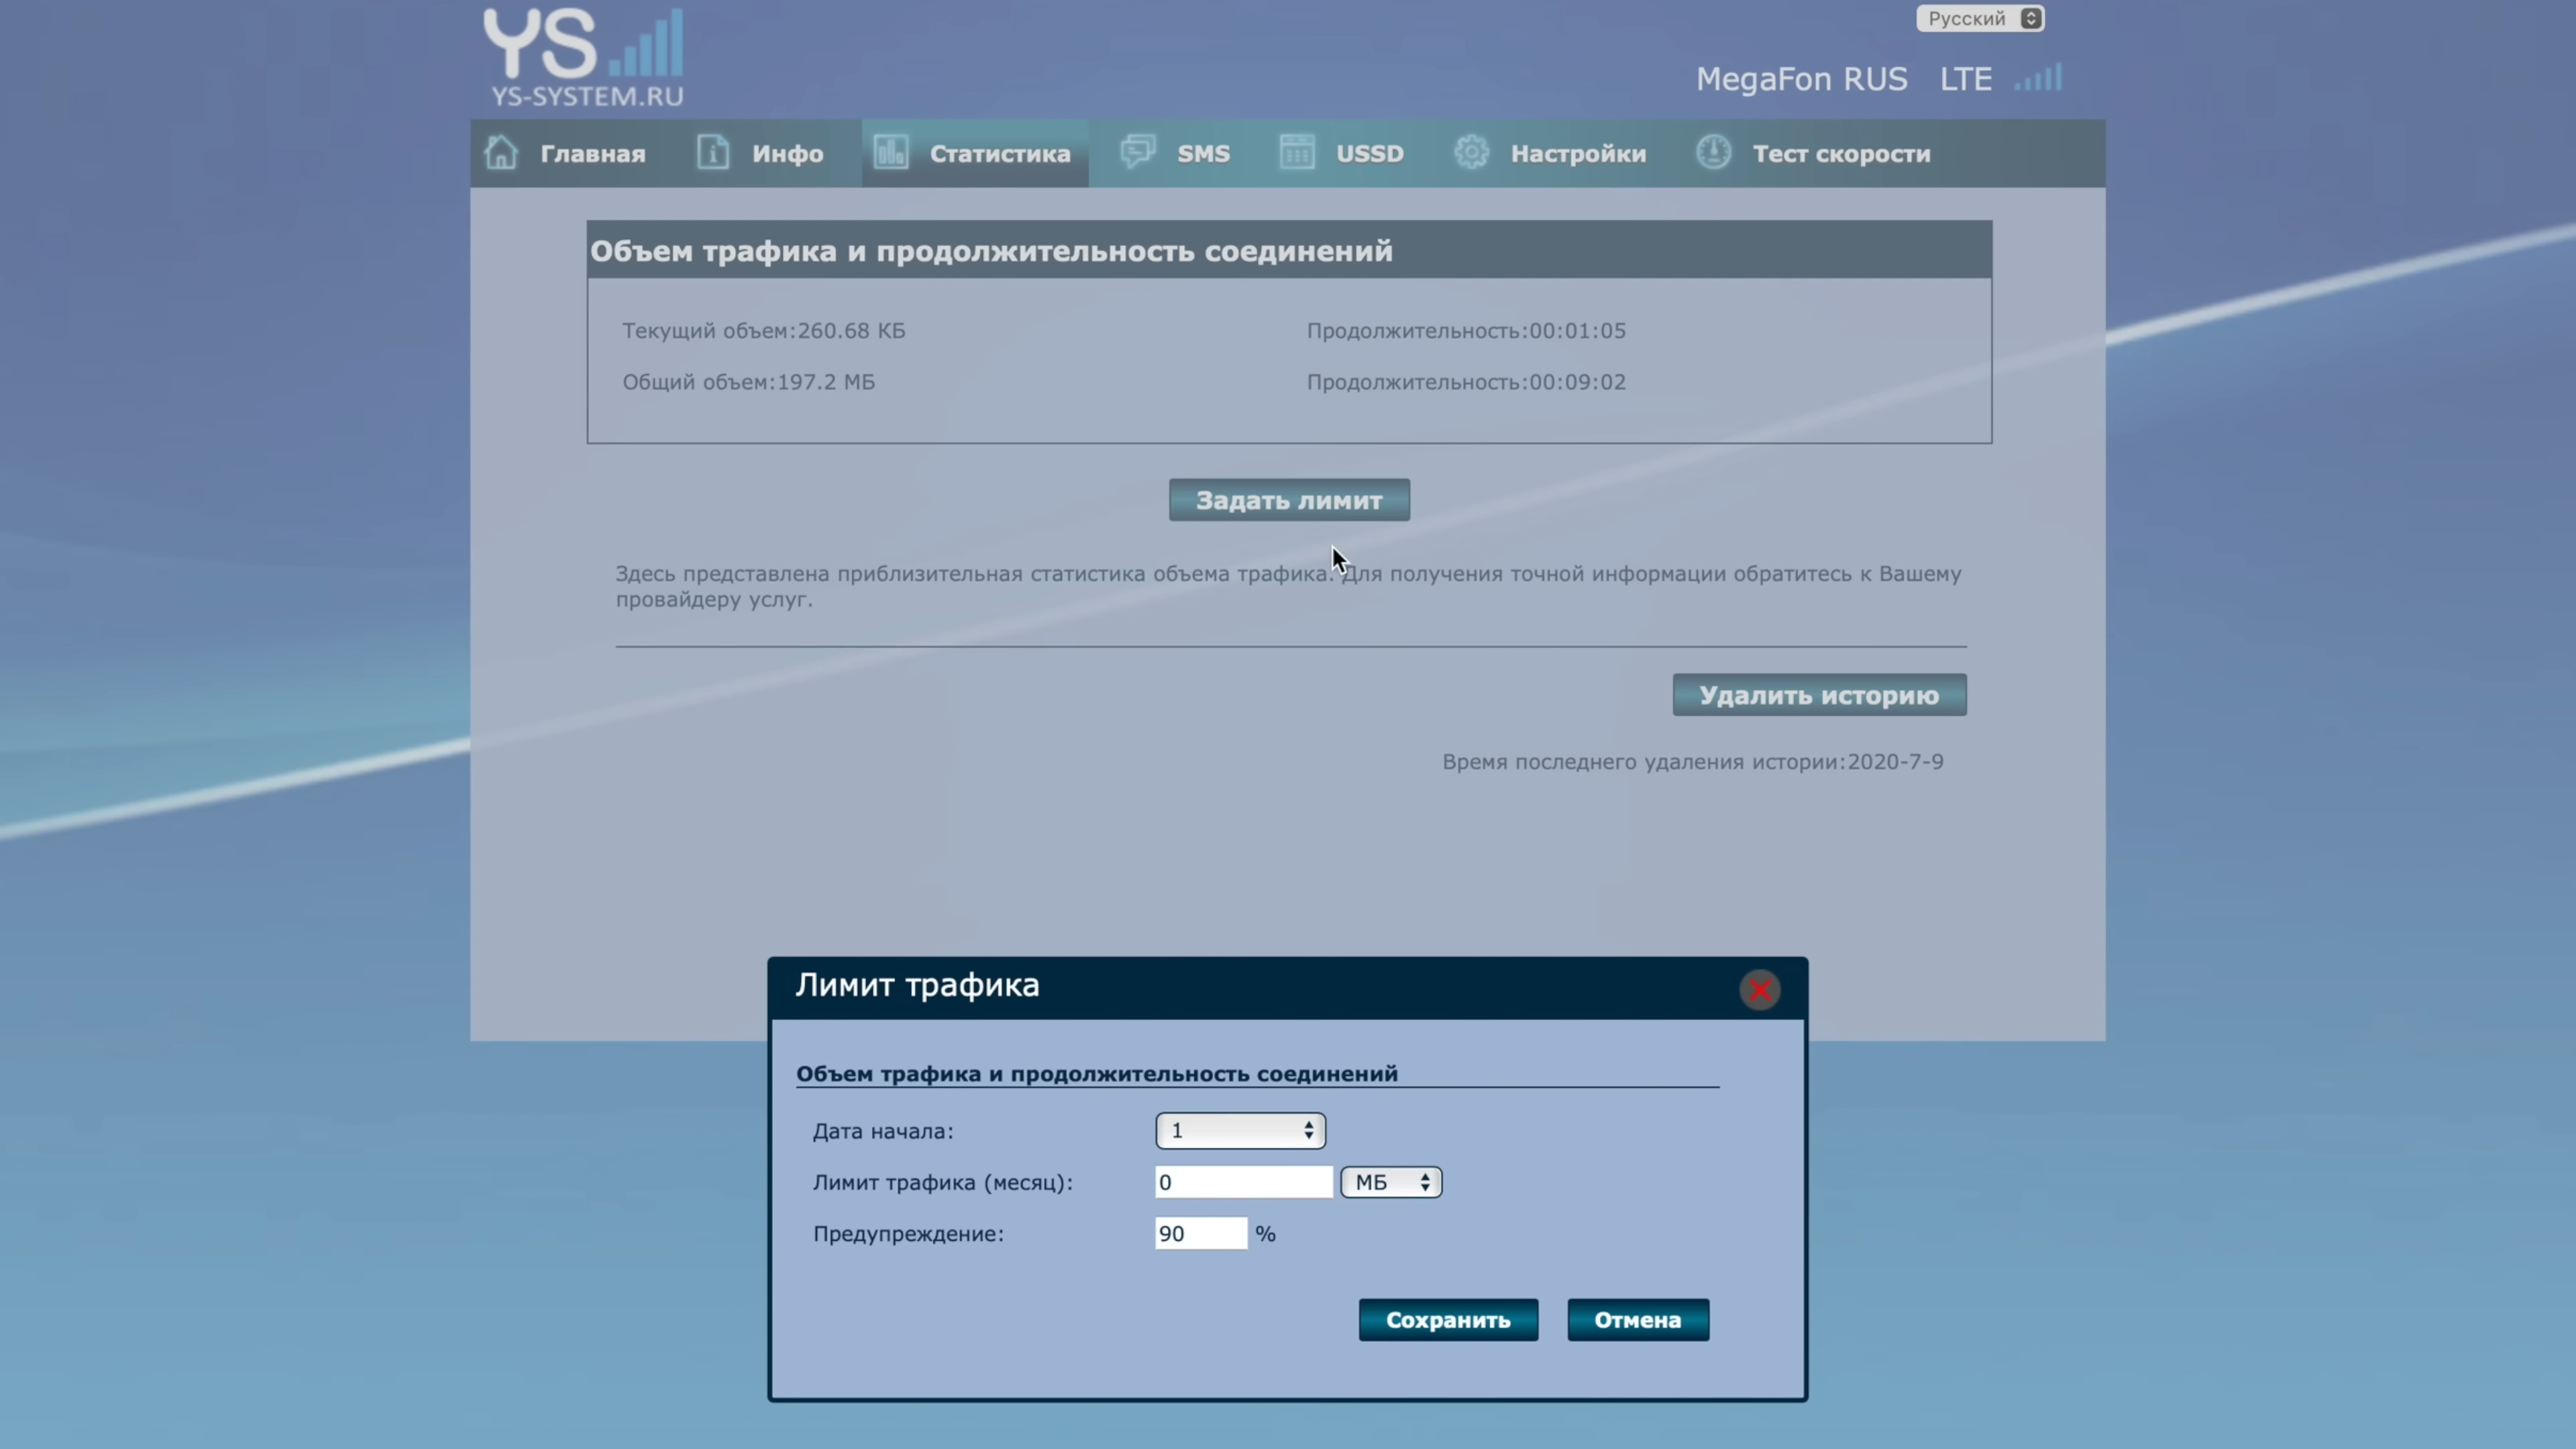 YS
YS-SYSTEM.RU
Русский
MegaFon RUS LTE
Главная Инфо Статистика SMS USSD Настройки Тест скорости
Объем трафика и продолжительность соединений
Текущий объем:260.68 КБ Продолжительность:00:01:05
Общий объем:197.2 МБ Продолжительность:00:09:02
Задать лимит
Здесь представлена приблизительная статистика объема трафика. Для получения точной информации обратитесь к Вашему
провайдеру услуг.
Удалить историю
Время последнего удаления истории:2020-7-9
Лимит трафика
Объем трафика и продолжительность соединений
Дата начала: 1
Лимит трафика (месяц): 0 МБ
Предупреждение: 90 %
Сохранить Отмена